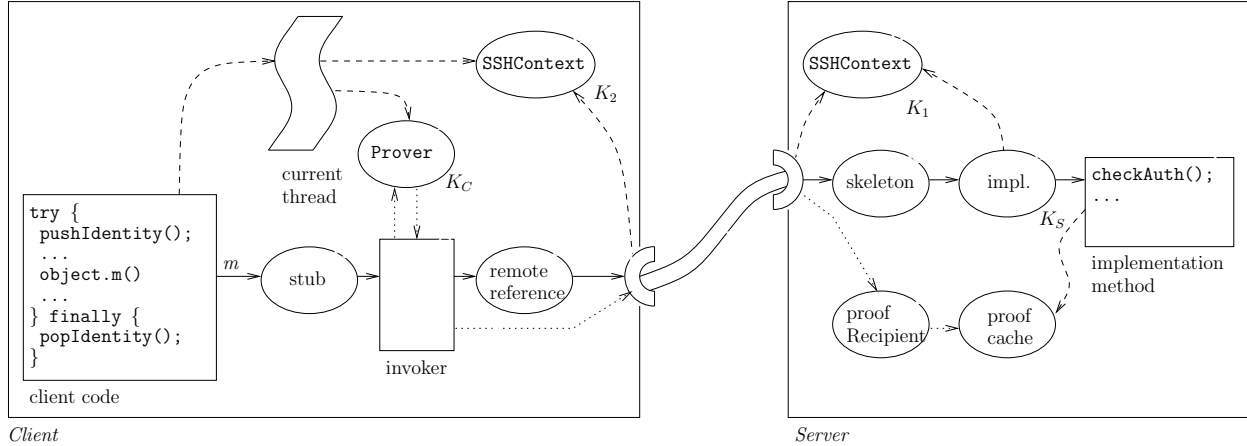 SSHContext
K2
Prover
KC
current
thread
try {
pushIdentity();
...
object.m()
...
} finally {
popIdentity();
}
client code
m
stub
invoker
remote
reference
Client
SSHContext
K1
skeleton
impl.
checkAuth();
...
KS
implementation
method
proof
Recipient
proof
cache
Server